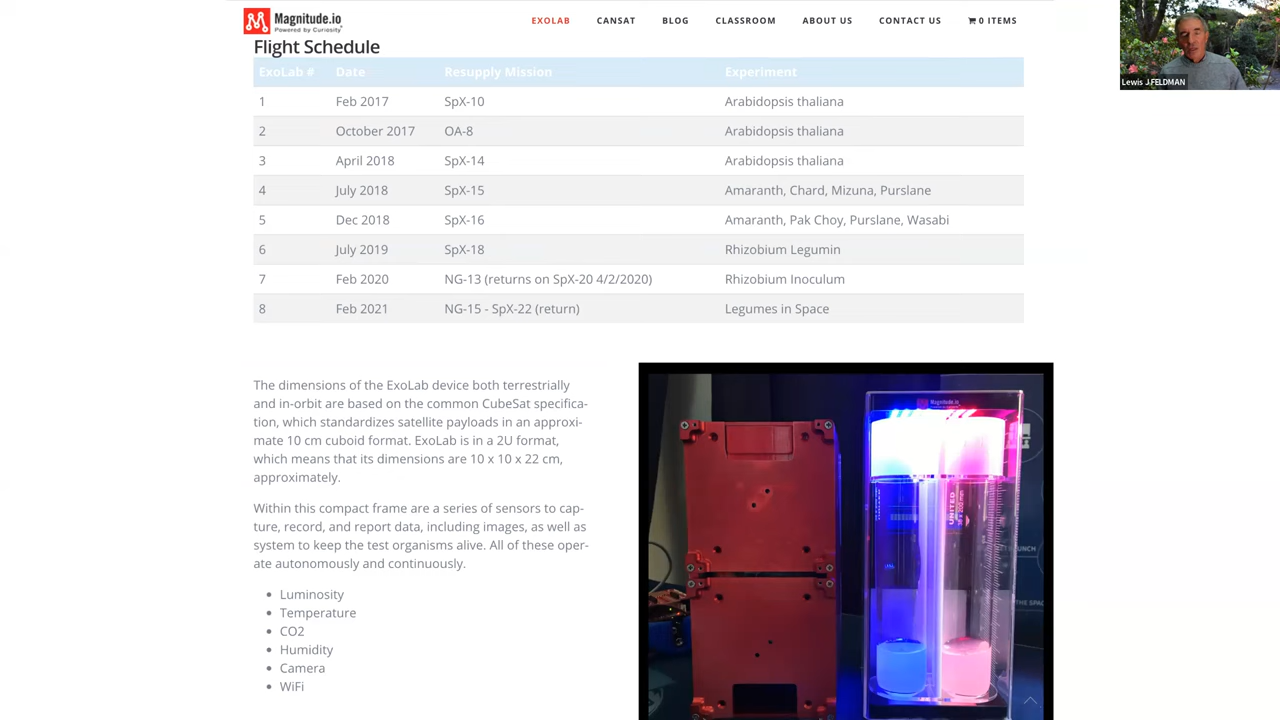 Magnitude.io
Powered by Curiosity
EXOLAB CANSAT BLOG CLASSROOM ABOUT US CONTACT US 0 ITEMS
Lewis J.FELDMAN
Flight Schedule
ExoLab # Date Resupply Mission Experiment
1 Feb 2017 SpX-10 Arabidopsis thaliana
2 October 2017 OA-8 Arabidopsis thaliana
3 April 2018 SpX-14 Arabidopsis thaliana
4 July 2018 SpX-15 Amaranth, Chard, Mizuna, Purslane
5 Dec 2018 SpX-16 Amaranth, Pak Choy, Purslane, Wasabi
6 July 2019 SpX-18 Rhizobium Legumin
7 Feb 2020 NG-13 (returns on SpX-20 4/2/2020) Rhizobium Inoculum
8 Feb 2021 NG-15 - SpX-22 (return) Legumes in Space
The dimensions of the ExoLab device both terrestrially
and in-orbit are based on the common CubeSat specifica-
tion, which standardizes satellite payloads in an approxi-
mate 10 cm cuboid format. ExoLab is in a 2U format,
which means that its dimensions are 10 x 10 x 22 cm,
approximately.
Within this compact frame are a series of sensors to cap-
ture, record, and report data, including images, as well as
system to keep the test organisms alive. All of these oper-
ate autonomously and continuously.
Luminosity
Temperature
CO2
Humidity
Camera
WiFi
Magnitude.io
UNITED